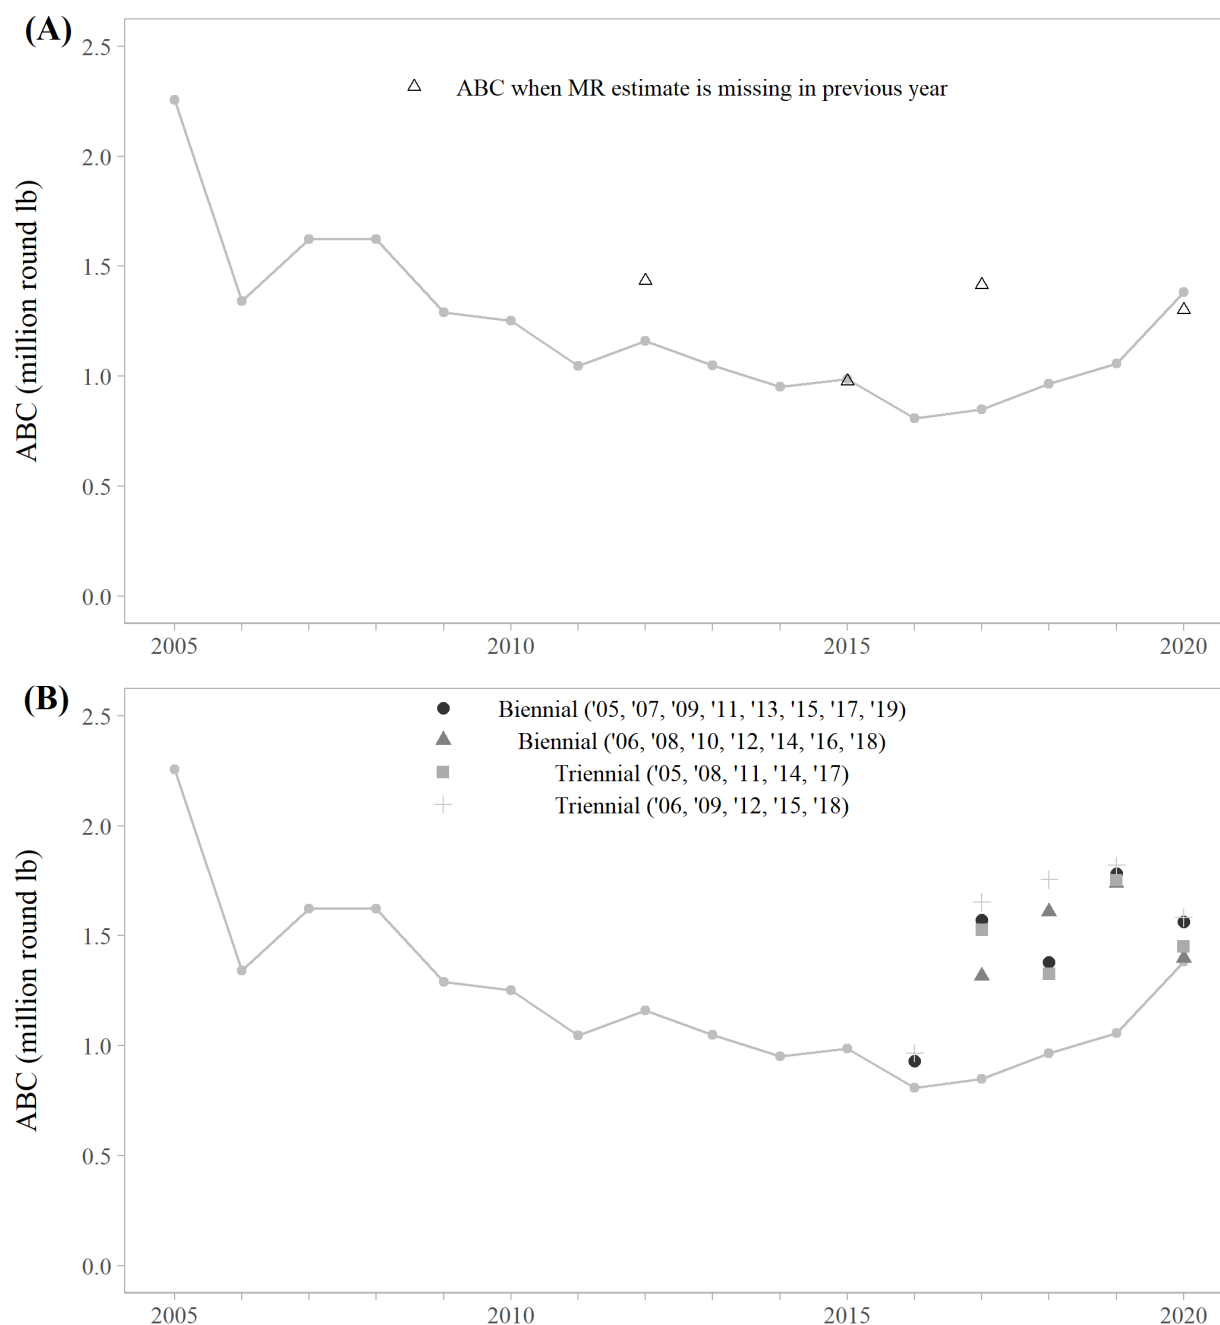 (A)
2.5
ABC when MR estimate is missing in previous year
2.0
1.5
1.0
0.5
0.0
ABC (million round lb)
2005 2010 2015 2020
(B)
2.5
Biennial ('05, '07, '09, '11, '13, '15, '17, '19)
Biennial ('06, '08, '10, '12, '14, '16, '18)
Triennial ('05, '08, '11, '14, '17)
Triennial ('06, '09, '12, '15, '18)
2.0
1.5
1.0
0.5
0.0
ABC (million round lb)
2005 2010 2015 2020